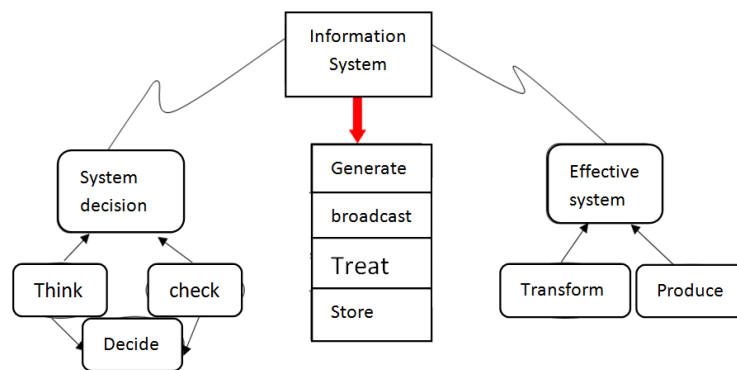 Information
System
System
decision
Generate
broadcast
Treat
Store
Effective
system
Think
check
Decide
Transform
Produce